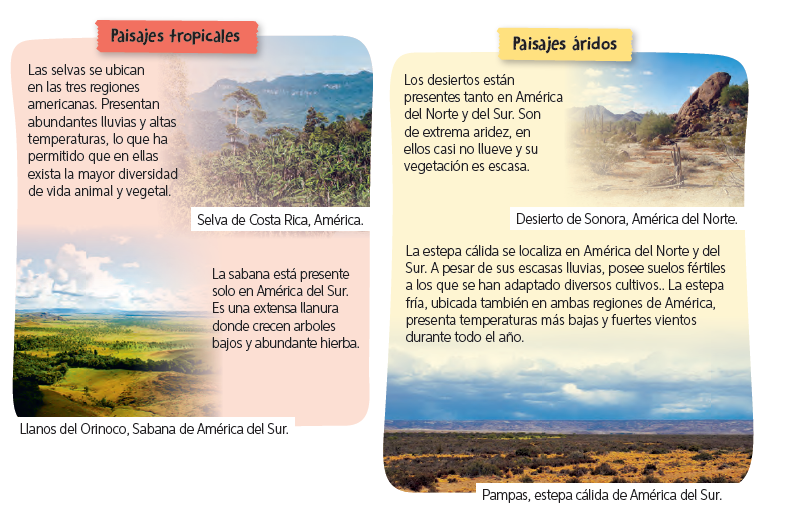 Paisajes tropicales
Las selvas se ubican
en las tres regiones
americanas. Presentan
abundantes lluvias y altas
temperaturas, lo que ha
permitido que en ellas
exista la mayor diversidad
de vida animal y vegetal.
Selva de Costa Rica, América.
La sabana está presente
solo en América del Sur.
Es una extensa llanura
donde crecen arboles
bajos y abundante hierba.
Llanos del Orinoco, Sabana de América del Sur.
Paisajes áridos
Los desiertos están
presentes tanto en América
del Norte y del Sur. Son
de extrema aridez, en
ellos casi no llueve y su
vegetación es escasa.
Desierto de Sonora, América del Norte.
La estepa cálida se localiza en América del Norte y del
Sur. A pesar de sus escasas lluvias, posee suelos fértiles
a los que se han adaptado diversos cultivos.. La estepa
fría, ubicada también en ambas regiones de América,
presenta temperaturas más bajas y fuertes vientos
durante todo el año.
Pampas, estepa cálida de América del Sur.